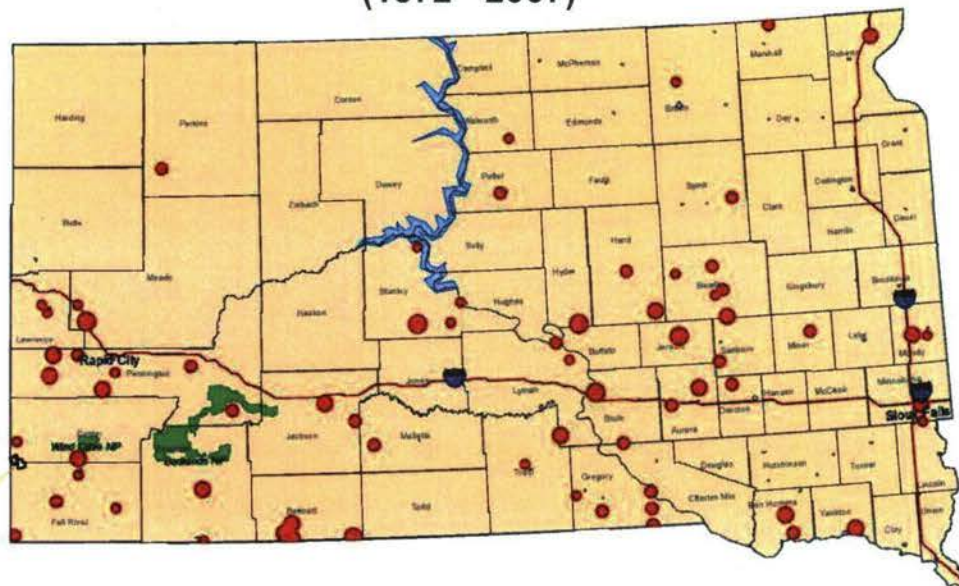 (1872 - 2007)
Harding
Perkins
Corson
Campbell
McPherson
Brown
Marshall
Roberts
Walworth
Edmunds
Day
Grant
Butte
Meade
Ziebach
Dewey
Potter
Faulk
Spink
Clark
Codington
Hamlin
Deuel
Sully
Hyde
Hand
Beadle
Kingsbury
Brookings
Lawrence
Haakon
Stanley
Hughes
Buffalo
Jerauld
Sanborn
Miner
Lake
Moody
Rapid City
Pennington
Jones
Lyman
Brule
Aurora
Davison
Hanson
McCook
Minnehaha
Sioux Falls
Custer
Wind Cave NP
Badlands NP
Jackson
Mellette
Tripp
Gregory
Douglas
Hutchinson
Turner
Lincoln
Fall River
Bennett
Todd
Charles Mix
Bon Homme
Yankton
Clay
Union